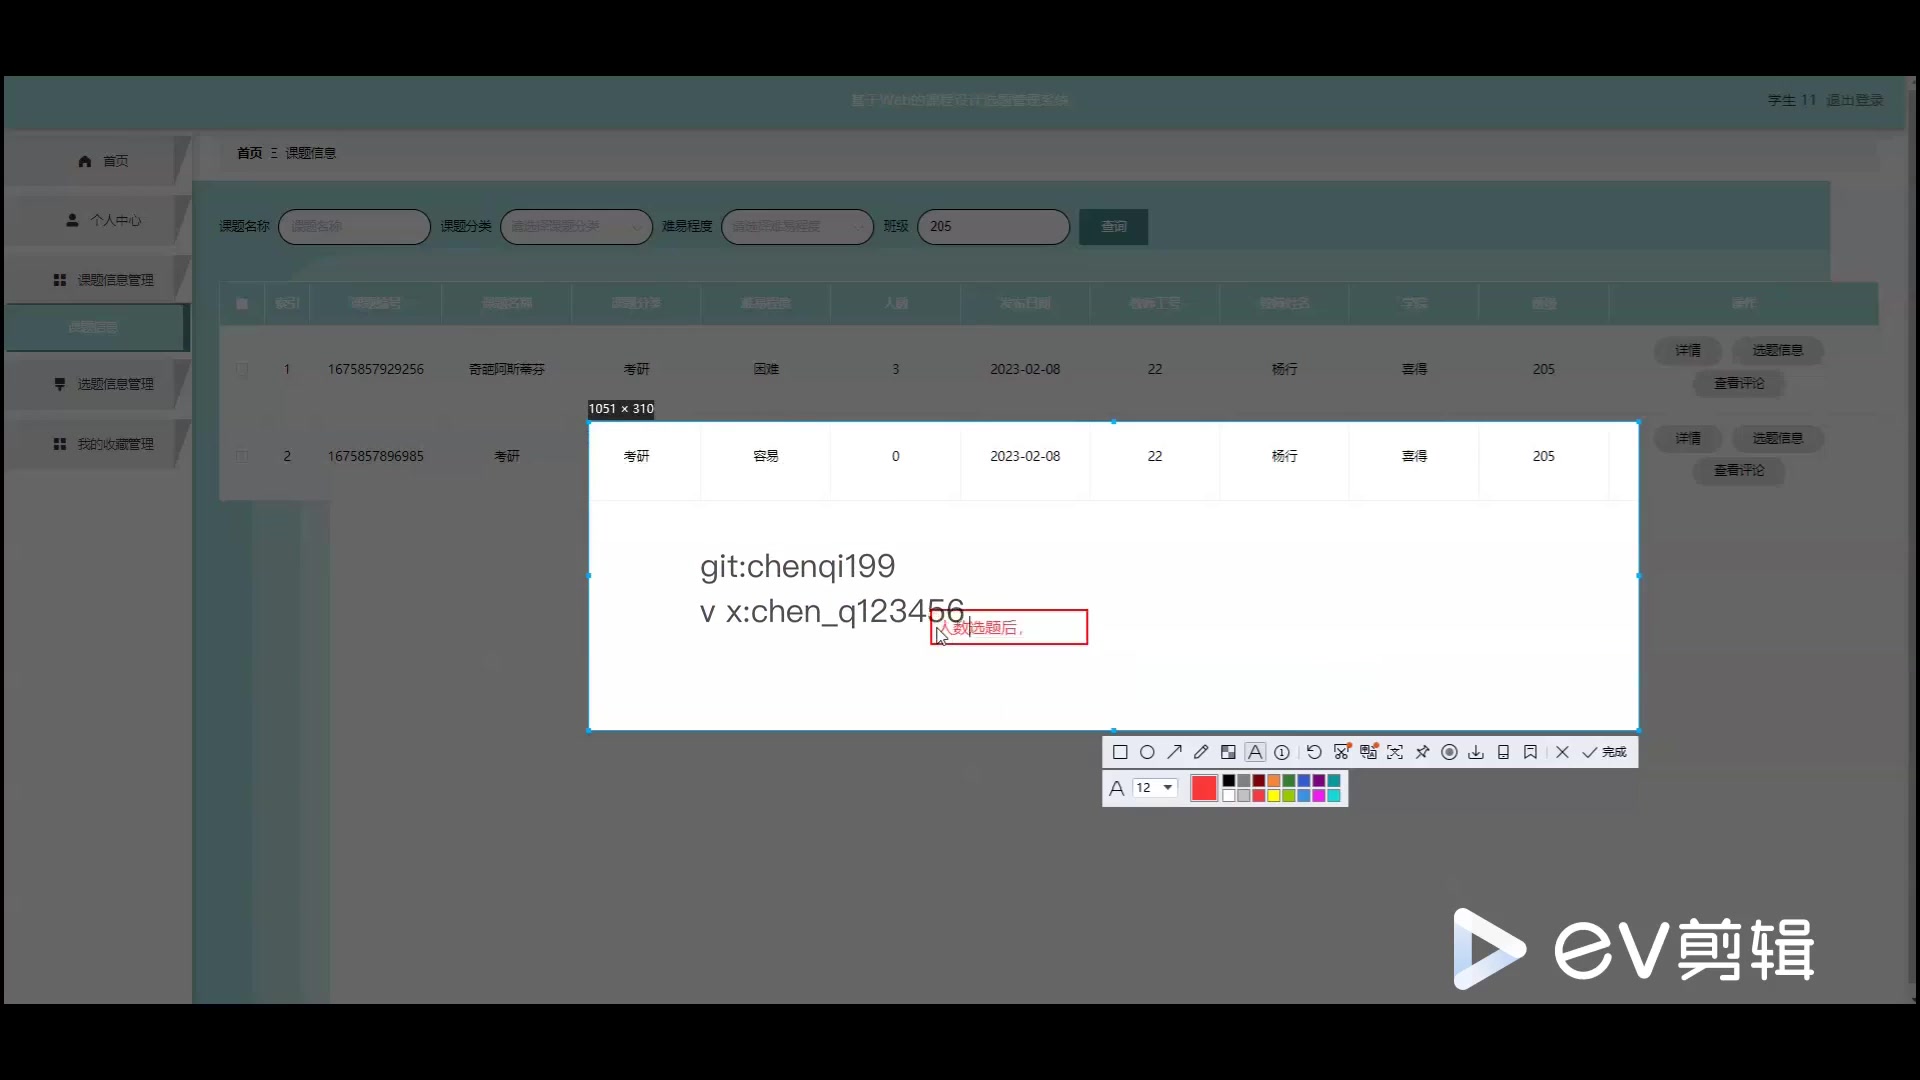 基于Web的课程设计选题管理系统
学生 11 退出登录
首页
首页 Ξ 课题信息
个人中心
课题名称 课题名称 课题分类 请选择课题分类 难易程度 请选择难易程度 班级 205 查询
课题信息管理
索引 课题编号 课题名称 课题分类 难易程度 人数 发布日期 教师工号 教师姓名 学院 班级 操作
课题信息
1 1675857929256 奇葩阿斯蒂芬 考研 困难 3 2023-02-08 22 杨行 喜得 205 详情 选题信息
查看评论
选题信息管理
1051 × 310
我的收藏管理
2 1675857896985 考研 考研 容易 0 2023-02-08 22 杨行 喜得 205 详情 选题信息
查看评论
git:chenqi199
v x:chen_q123456
人数选题后，
完成
A 12
ev剪辑